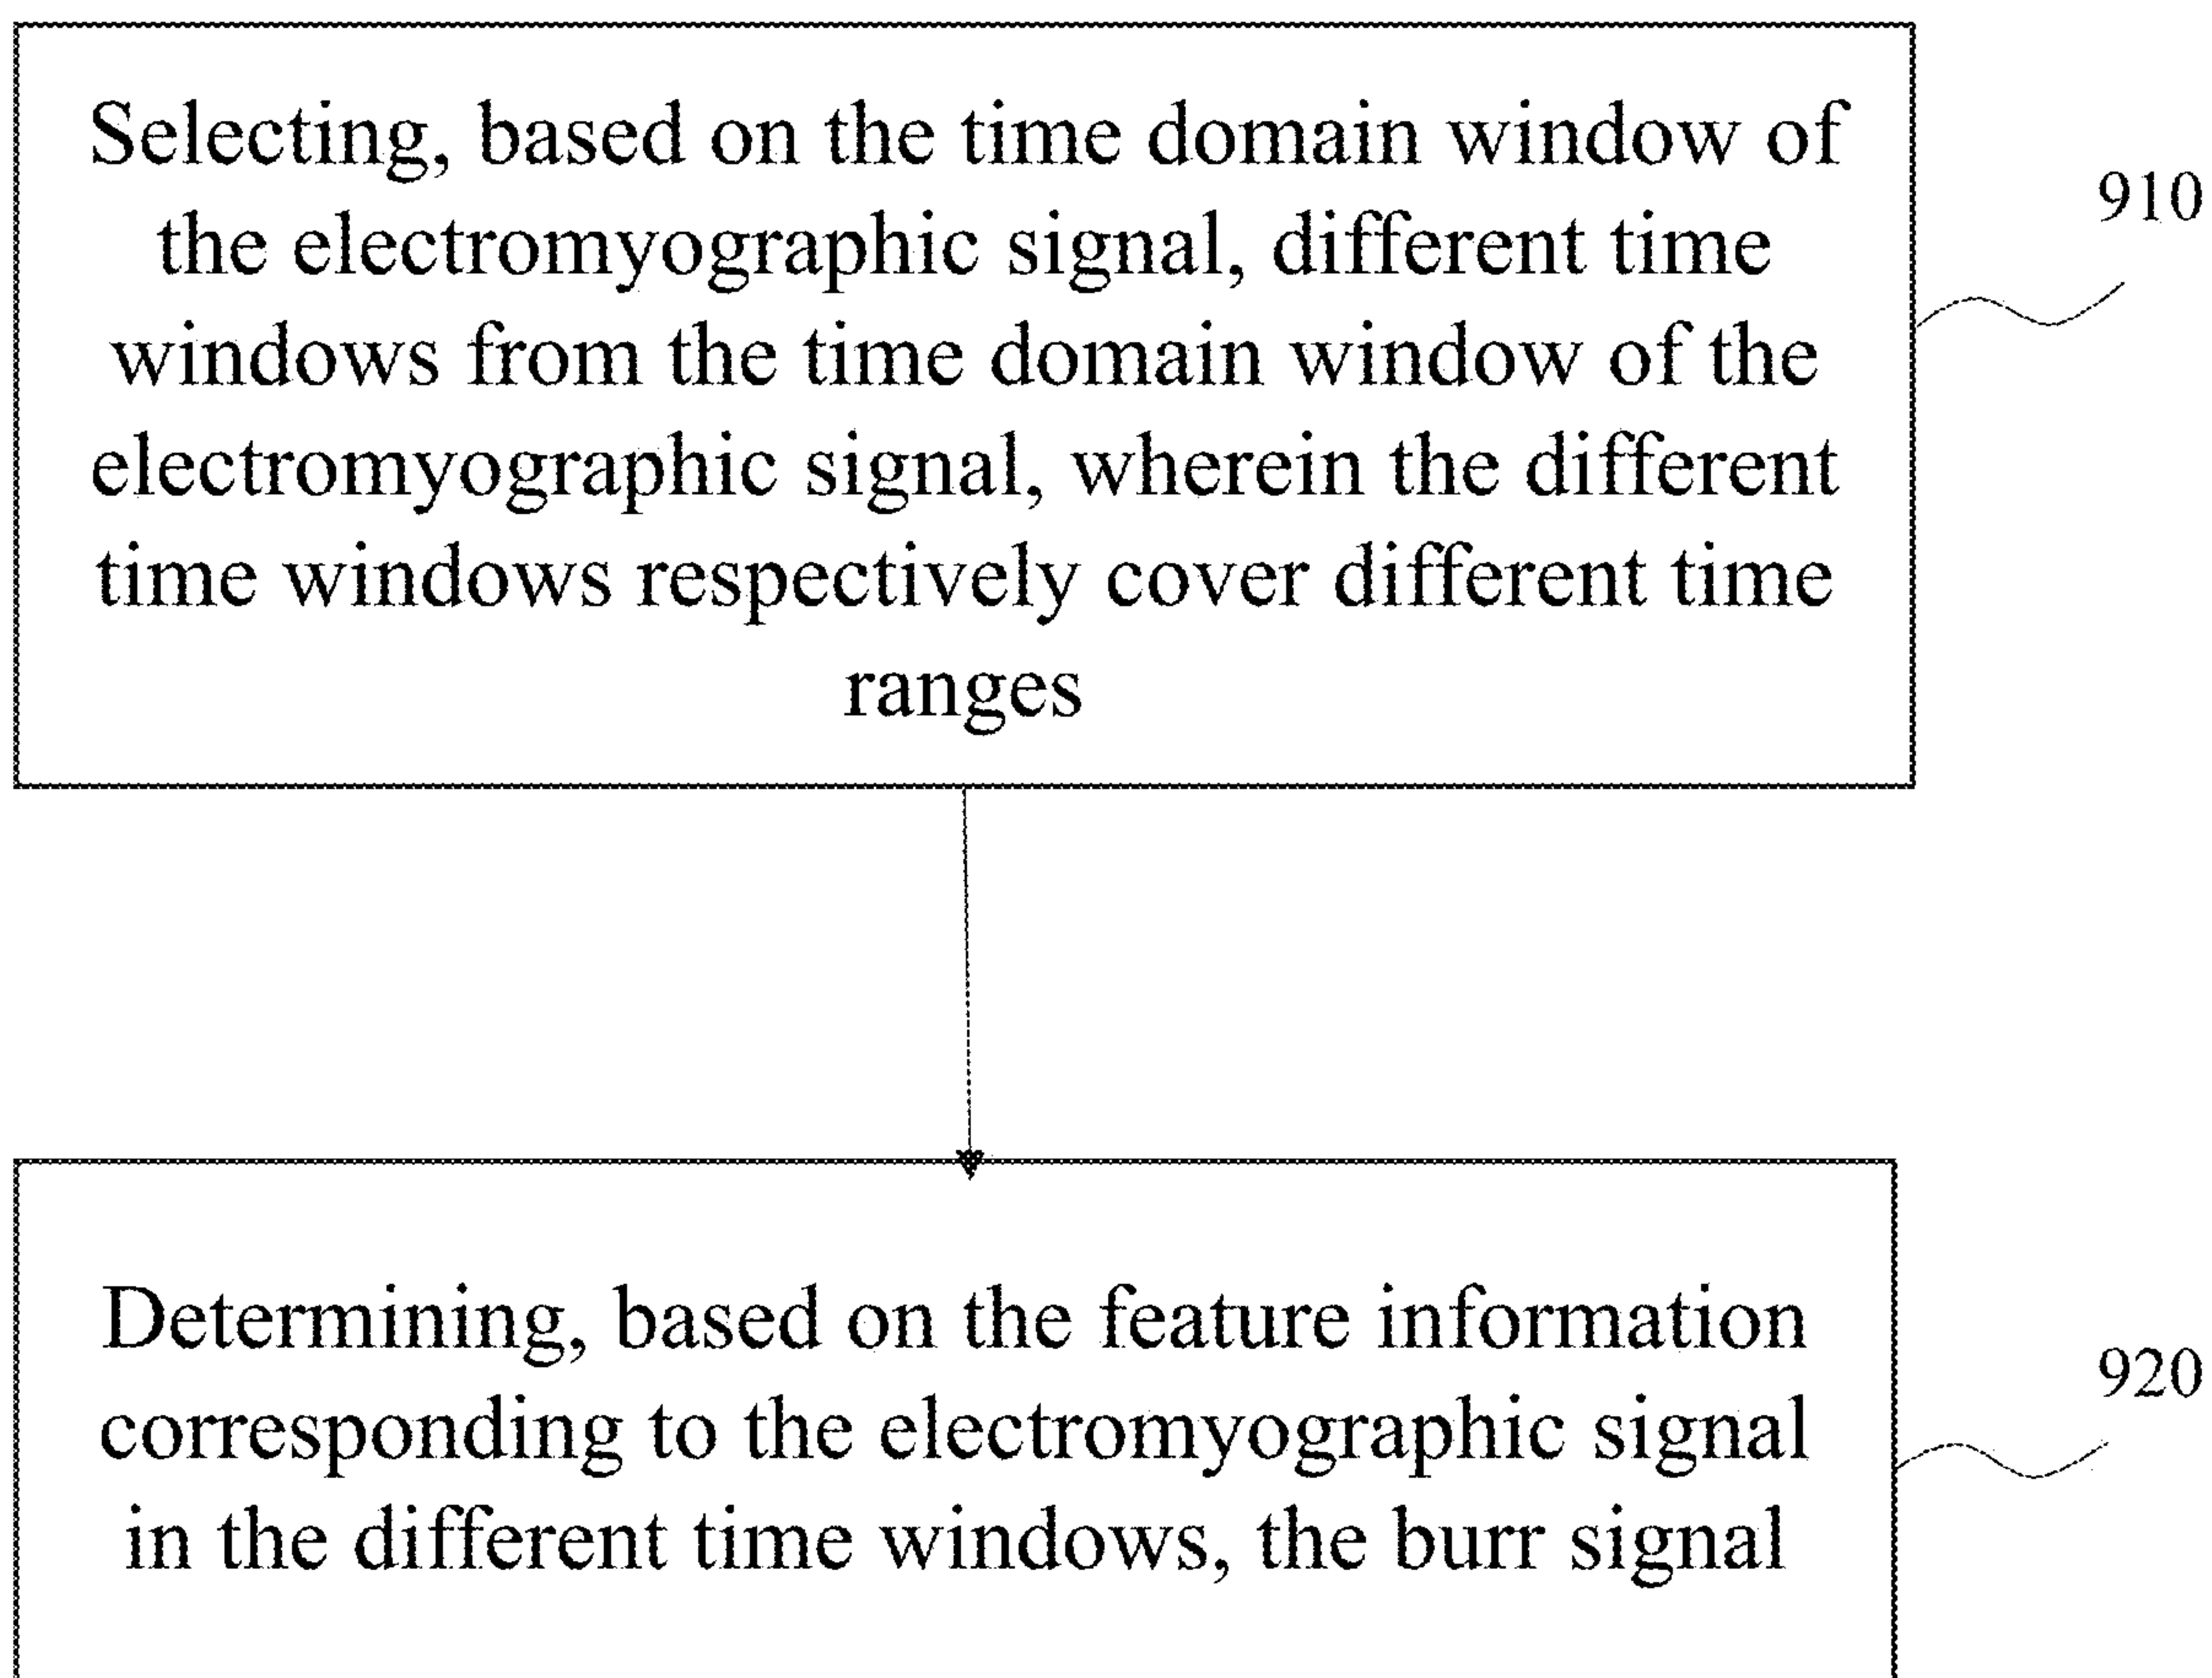 Selecting, based on the time domain window of
the electromyographic signal, different time
windows from the time domain window of the
electromyographic signal, wherein the different
time windows respectively cover different time
ranges
910
Determining, based on the feature information
corresponding to the electromyographic signal
in the different time windows, the burr signal
920